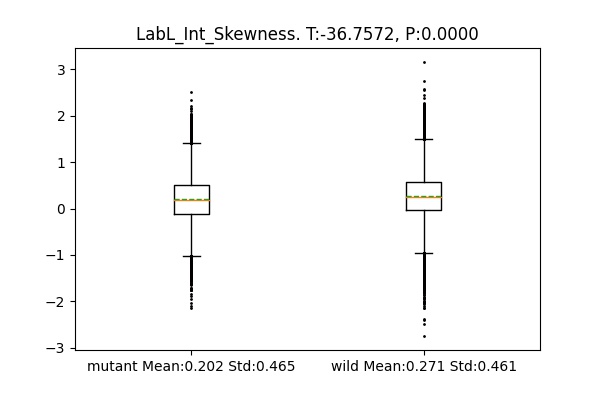 LabL_Int_Skewness. T:-36.7572, P:0.0000
3
2
1
0
−1
−2
−3
mutant Mean:0.202 Std:0.465
wild Mean:0.271 Std:0.461